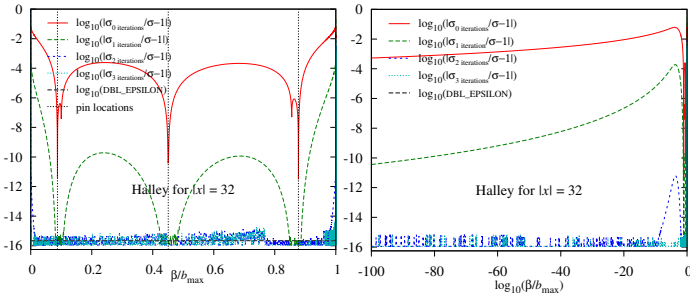 0
-2
-4
-6
-8
-10
-12
-14
-16
log₁₀(|σ₀ iterations/σ-1|)
log₁₀(|σ₁ iteration/σ-1|)
log₁₀(|σ₃ iterations/σ-1|)
log₁₀(|σ₃ iterations/σ-1|)
log₁₀(DBL_EPSILON)
pin locations
Halley for |x| = 32
0
0.2
0.4
0.6
0.8
1
β/bmax
0
-2
-4
-6
-8
-10
-12
-14
-16
log₁₀(|σ₀ iterations/σ-1|)
log₁₀(|σ₁ iteration/σ-1|)
log₁₀(|σ₂ iterations/σ-1|)
log₁₀(|σ₃ iterations/σ-1|)
log₁₀(DBL_EPSILON)
Halley for |x| = 32
-100
-80
-60
-40
-20
0
log₁₀(β/bmax)